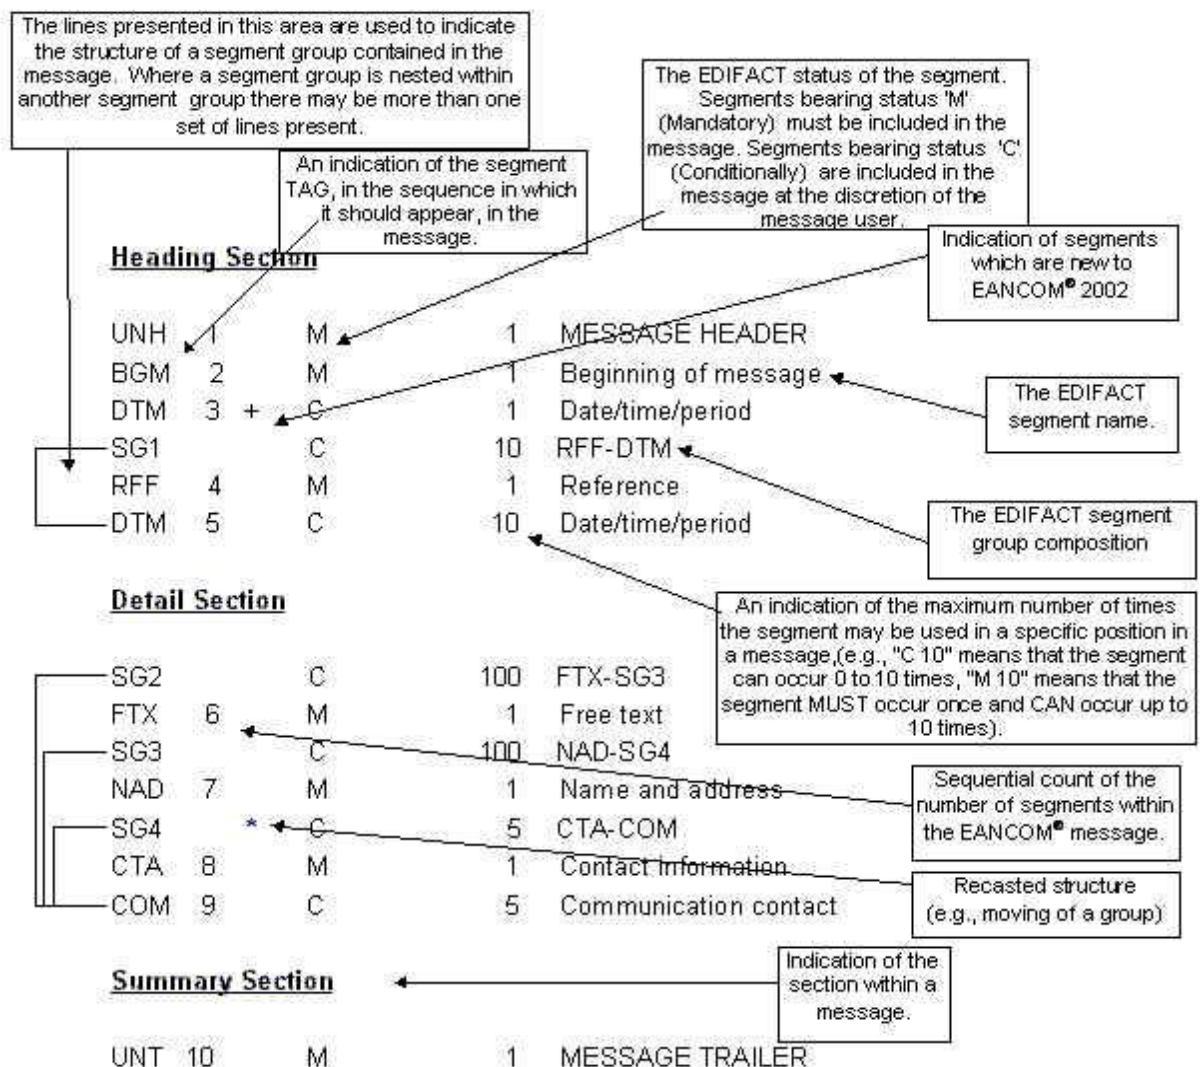 The lines presented in this area are used to indicate
the structure of a segment group contained in the
message. Where a segment group is nested within
another segment group there may be more than one
set of lines present.
An indication of the segment
TAG, in the sequence in which
it should appear, in the
message.
The EDIFACT status of the segment.
Segments bearing status 'M'
(Mandatory) must be included in the
message. Segments bearing status 'C'
(Conditionally) are included in the
message at the discretion of the
message user.
Indication of segments
which are new to
EANCOM® 2002
Heading Section
UNH 1 M 1 MESSAGE HEADER
BGM 2 M 1 Beginning of message
DTM 3 + C 1 Date/time/period
SG1 C 10 RFF-DTM
RFF 4 M 1 Reference
DTM 5 C 10 Date/time/period
The EDIFACT
segment name.
The EDIFACT segment
group composition
An indication of the maximum number of times
the segment may be used in a specific position in
a message,(e.g., "C 10" means that the segment
can occur 0 to 10 times, "M 10" means that the
segment MUST occur once and CAN occur up to
10 times).
Detail Section
SG2 C 100 FTX-SG3
FTX 6 M 1 Free text
SG3 C 100 NAD-SG4
NAD 7 M 1 Name and address
SG4 * C 5 CTA-COM
CTA 8 M 1 Contact Information
COM 9 C 5 Communication contact
Sequential count of the
number of segments within
the EANCOM® message.
Recasted structure
(e.g., moving of a group)
Summary Section
Indication of the
section within a
message.
UNT 10 M 1 MESSAGE TRAILER